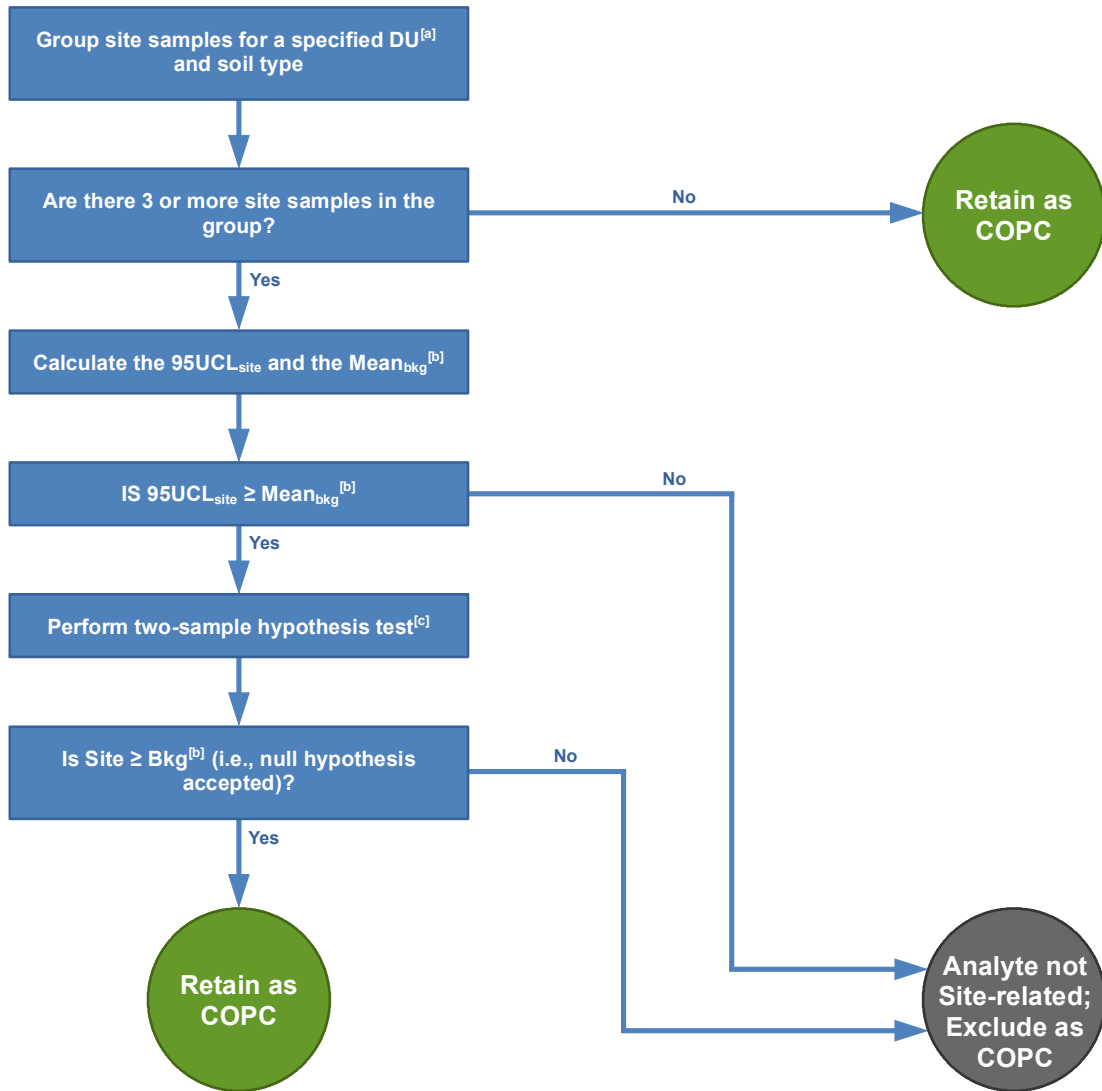 Group site samples for a specified DU[a]
and soil type
Are there 3 or more site samples in the
group?
No
Retain as
COPC
Yes
Calculate the 95UCLsite and the Meanbkg[b]
IS 95UCLsite ≥ Meanbkg[b]
No
Yes
Perform two-sample hypothesis test[c]
Is Site ≥ Bkg[b] (i.e., null hypothesis
accepted)?
No
Yes
Retain as
COPC
Analyte not
Site-related;
Exclude as
COPC